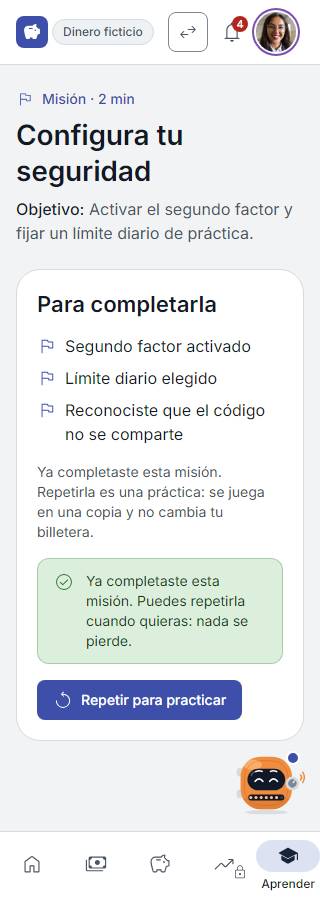 Dinero ficticio
4
Misión · 2 min
Configura tu
seguridad
Objetivo: Activar el segundo factor y
fijar un límite diario de práctica.
Para completarla
Segundo factor activado
Límite diario elegido
Reconociste que el código
no se comparte
Ya completaste esta misión.
Repetirla es una práctica: se juega
en una copia y no cambia tu
billetera.
Ya completaste esta
misión. Puedes repetirla
cuando quieras: nada se
pierde.
Repetir para practicar
Aprender